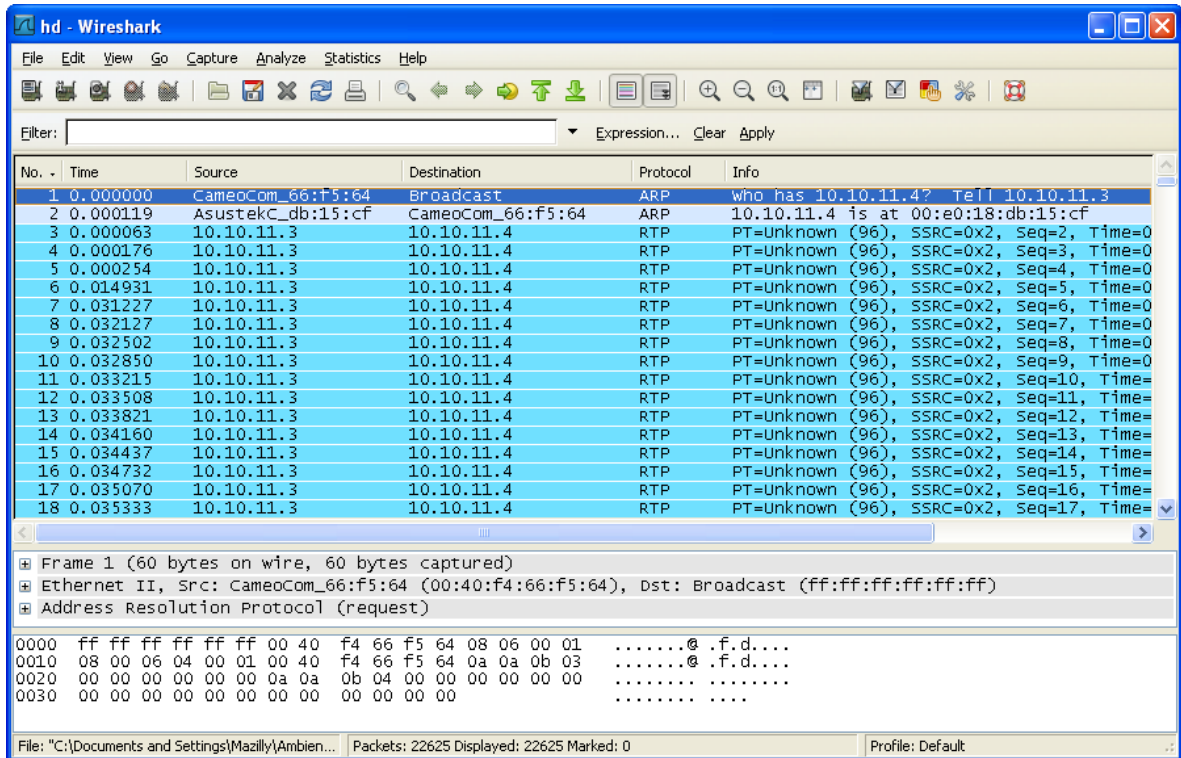 hd - Wireshark
File Edit View Go Capture Analyze Statistics Help
Filter: Expression... Clear Apply
No. Time Source Destination Protocol Info
1 0.000000 CameoCom_66:f5:64 Broadcast ARP Who has 10.10.11.4? Tell 10.10.11.3
2 0.000119 AsustekC_db:15:cf CameoCom_66:f5:64 ARP 10.10.11.4 is at 00:e0:18:db:15:cf
3 0.000063 10.10.11.3 10.10.11.4 RTP PT=Unknown (96), SSRC=0x2, Seq=2, Time=0
4 0.000176 10.10.11.3 10.10.11.4 RTP PT=Unknown (96), SSRC=0x2, Seq=3, Time=0
5 0.000254 10.10.11.3 10.10.11.4 RTP PT=Unknown (96), SSRC=0x2, Seq=4, Time=0
6 0.014931 10.10.11.3 10.10.11.4 RTP PT=Unknown (96), SSRC=0x2, Seq=5, Time=0
7 0.031227 10.10.11.3 10.10.11.4 RTP PT=Unknown (96), SSRC=0x2, Seq=6, Time=0
8 0.032127 10.10.11.3 10.10.11.4 RTP PT=Unknown (96), SSRC=0x2, Seq=7, Time=0
9 0.032502 10.10.11.3 10.10.11.4 RTP PT=Unknown (96), SSRC=0x2, Seq=8, Time=0
10 0.032850 10.10.11.3 10.10.11.4 RTP PT=Unknown (96), SSRC=0x2, Seq=9, Time=0
11 0.033215 10.10.11.3 10.10.11.4 RTP PT=Unknown (96), SSRC=0x2, Seq=10, Time=
12 0.033508 10.10.11.3 10.10.11.4 RTP PT=Unknown (96), SSRC=0x2, Seq=11, Time=
13 0.033821 10.10.11.3 10.10.11.4 RTP PT=Unknown (96), SSRC=0x2, Seq=12, Time=
14 0.034160 10.10.11.3 10.10.11.4 RTP PT=Unknown (96), SSRC=0x2, Seq=13, Time=
15 0.034437 10.10.11.3 10.10.11.4 RTP PT=Unknown (96), SSRC=0x2, Seq=14, Time=
16 0.034732 10.10.11.3 10.10.11.4 RTP PT=Unknown (96), SSRC=0x2, Seq=15, Time=
17 0.035070 10.10.11.3 10.10.11.4 RTP PT=Unknown (96), SSRC=0x2, Seq=16, Time=
18 0.035333 10.10.11.3 10.10.11.4 RTP PT=Unknown (96), SSRC=0x2, Seq=17, Time=
Frame 1 (60 bytes on wire, 60 bytes captured)
Ethernet II, Src: CameoCom_66:f5:64 (00:40:f4:66:f5:64), Dst: Broadcast (ff:ff:ff:ff:ff:ff)
Address Resolution Protocol (request)
0000 ff ff ff ff ff ff 00 40 f4 66 f5 64 08 06 00 01 .......@ .f.d....
0010 08 00 06 04 00 01 00 40 f4 66 f5 64 0a 0a 0b 03 .......@ .f.d....
0020 00 00 00 00 00 00 0a 0a 0b 04 00 00 00 00 00 00 ........ ........
0030 00 00 00 00 00 00 00 00 00 00 00 00 ........ ....
File: "C:\Documents and Settings\Mazilly\Ambien... Packets: 22625 Displayed: 22625 Marked: 0 Profile: Default